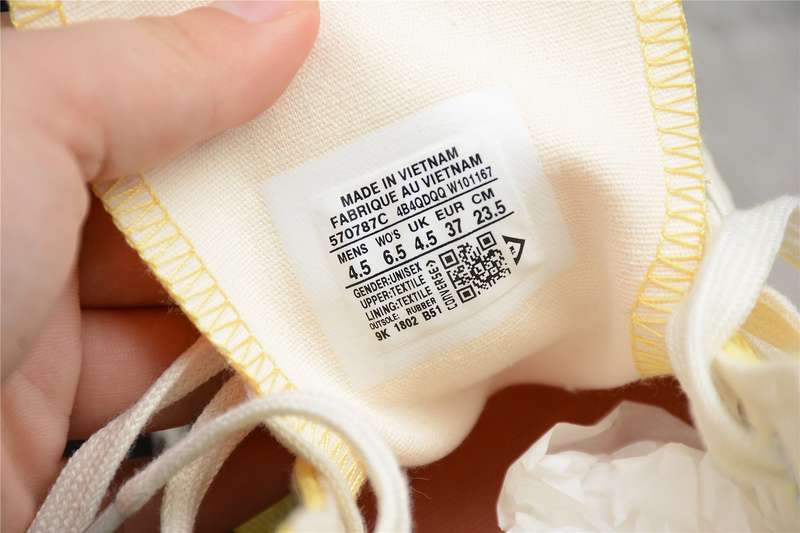 MADE IN VIETNAM
FABRIQUE AU VIETNAM
570787C 4B4QDQQ W101167
MENS WO'S UK EUR CM
4.5 6.5 4.5 37 23.5
GENDER:UNISEX
UPPER:TEXTILE
LINING:TEXTILE
OUTSOLE: RUBBER
9K 1802 B51
CONVERSE